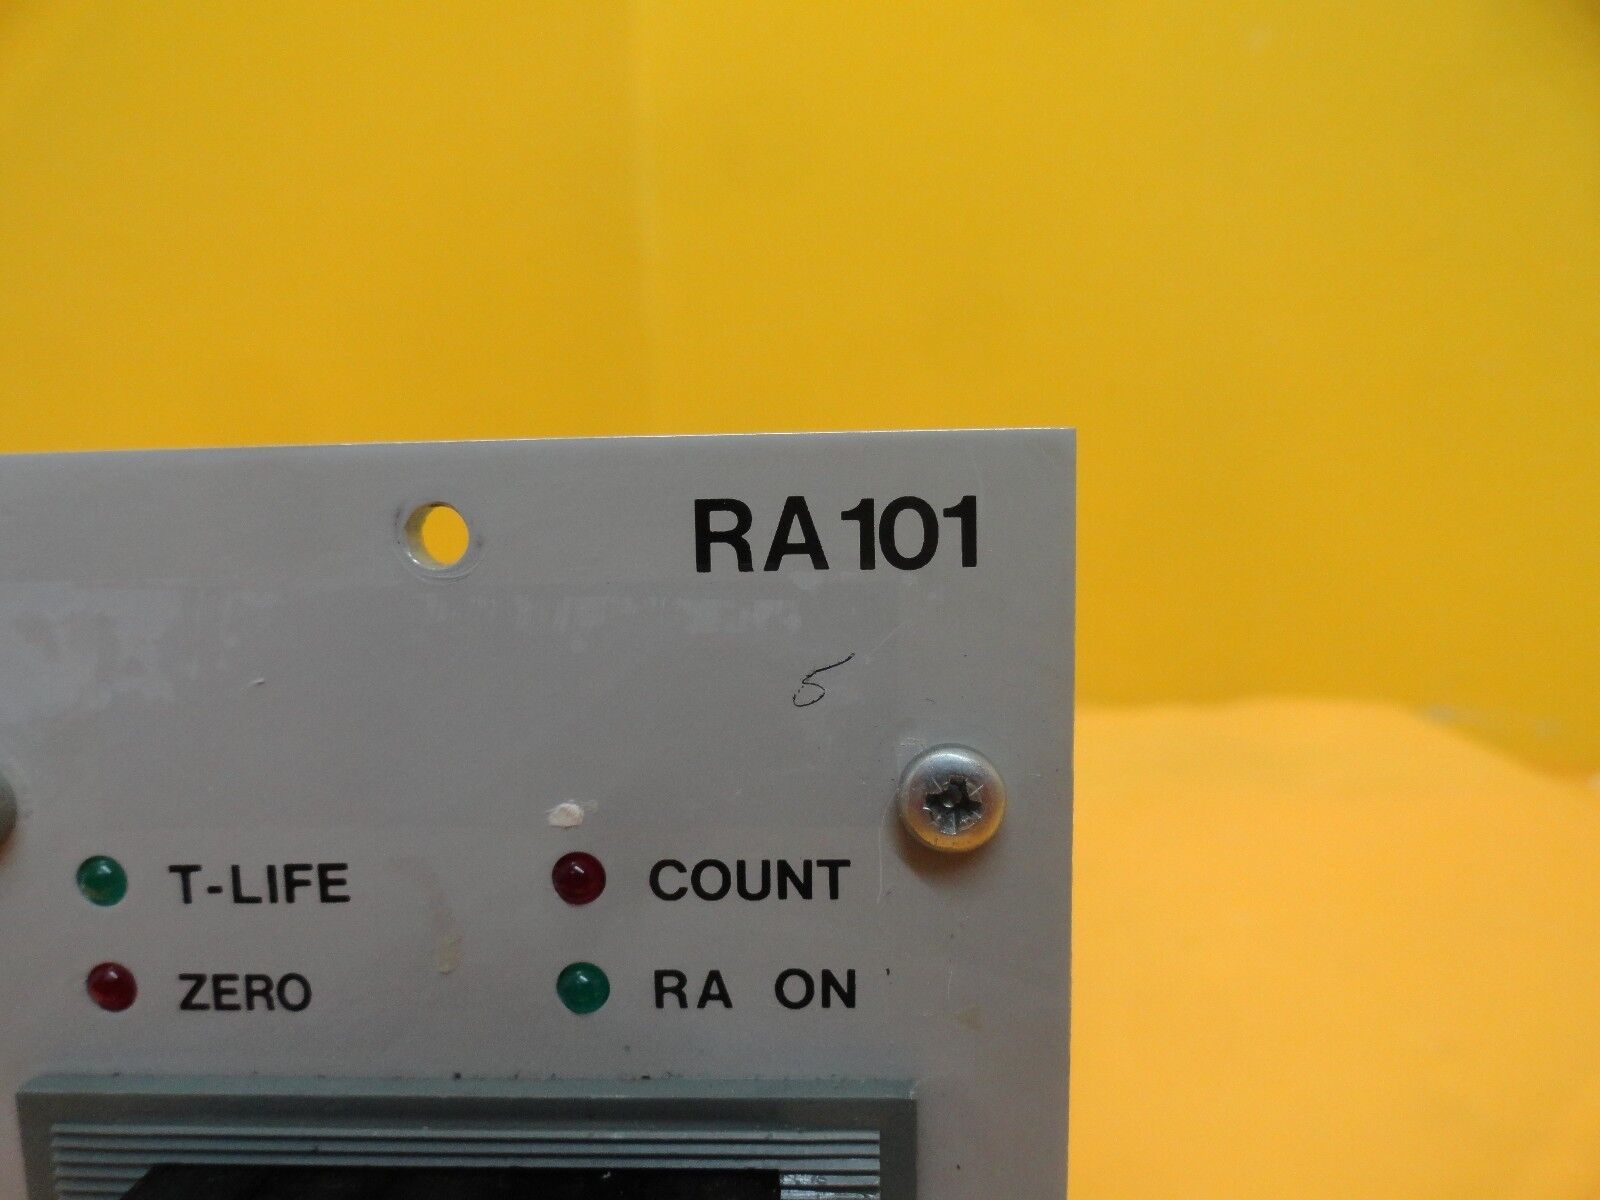 RA101
5
T-LIFE
COUNT
ZERO
RA ON